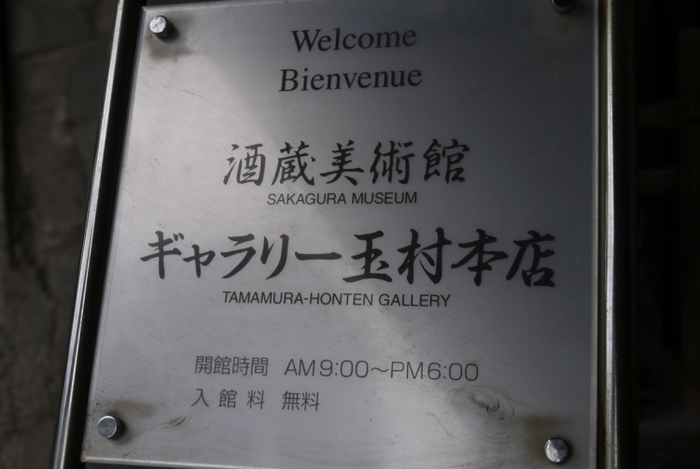 Welcome
Bienvenue
酒蔵美術館
SAKAGURA MUSEUM
ギャラリー玉村本店
TAMAMURA-HONTEN GALLERY
開館時間 AM9:00〜PM6:00
入館料 無料